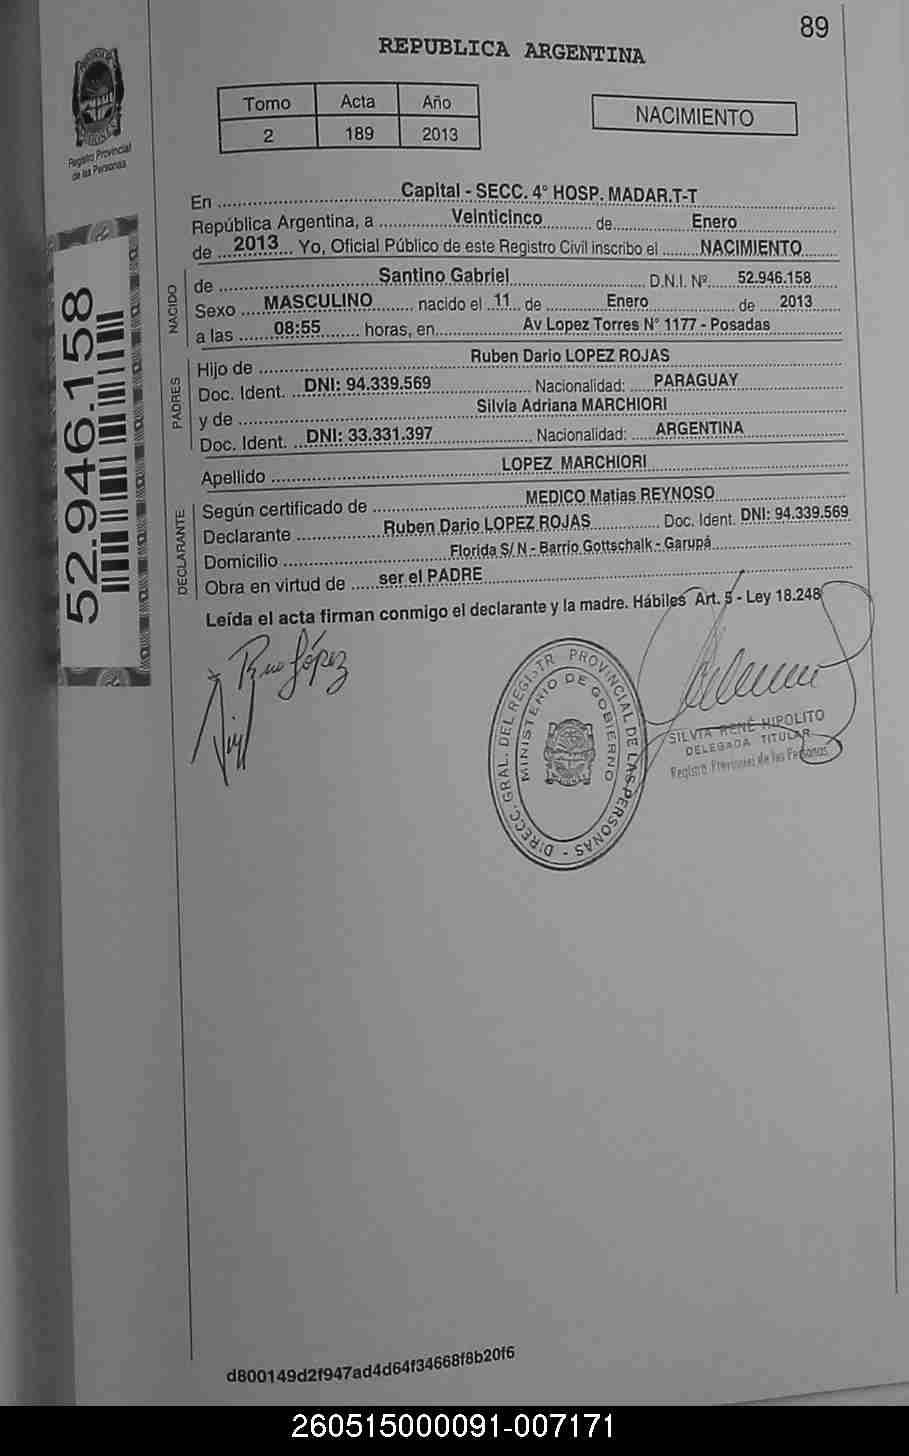 89
REPUBLICA ARGENTINA
Tomo Acta Año
2 189 2013
NACIMIENTO
Registro Provincial
de las Personas
52.946.158
En Capital - SECC. 4° HOSP. MADAR.T-T
República Argentina, a Veinticinco de Enero
de 2013 Yo, Oficial Público de este Registro Civil inscribo el NACIMIENTO
NACIDO
de Santino Gabriel D.N.I. Nº 52.946.158
Sexo MASCULINO nacido el 11 de Enero de 2013
a las 08:55 horas, en Av Lopez Torres N° 1177 - Posadas
PADRES
Hijo de Ruben Dario LOPEZ ROJAS
Doc. Ident. DNI: 94.339.569 Nacionalidad: PARAGUAY
y de Silvia Adriana MARCHIORI
Doc. Ident. DNI: 33.331.397 Nacionalidad: ARGENTINA
Apellido LOPEZ MARCHIORI
DECLARANTE
Según certificado de MEDICO Matias REYNOSO
Declarante Ruben Dario LOPEZ ROJAS Doc. Ident. DNI: 94.339.569
Domicilio Florida S/ N - Barrio Gottschalk - Garupá
Obra en virtud de ser el PADRE
Leída el acta firman conmigo el declarante y la madre. Hábiles Art. 5 - Ley 18.248
López
DIRECC. GRAL. DEL REGISTR PROVINCIAL DE LAS PERSONAS -
MINISTERIO DE GOBIERNO
SILVIA RENÉ HIPOLITO
DELEGADA TITULAR
Registro Provincial de las Personas
d800149d2f947ad4d64f34668f8b20f6
260515000091-007171